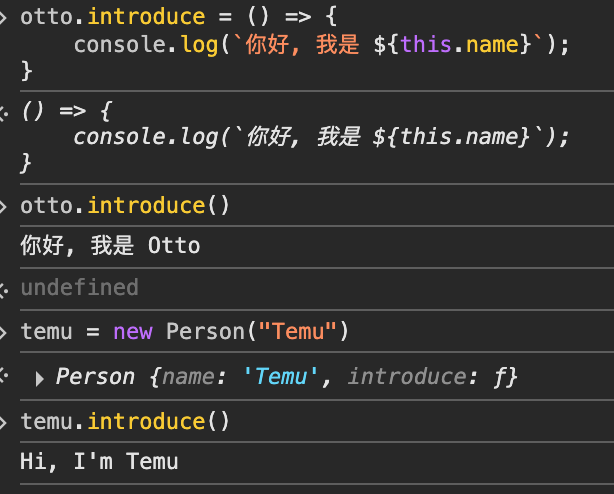 otto.introduce = () => {
console.log(`你好, 我是 ${this.name}`);
}
() => {
console.log(`你好, 我是 ${this.name}`);
}
otto.introduce()
你好, 我是 Otto
undefined
temu = new Person("Temu")
Person {name: 'Temu', introduce: ƒ}
temu.introduce()
Hi, I'm Temu